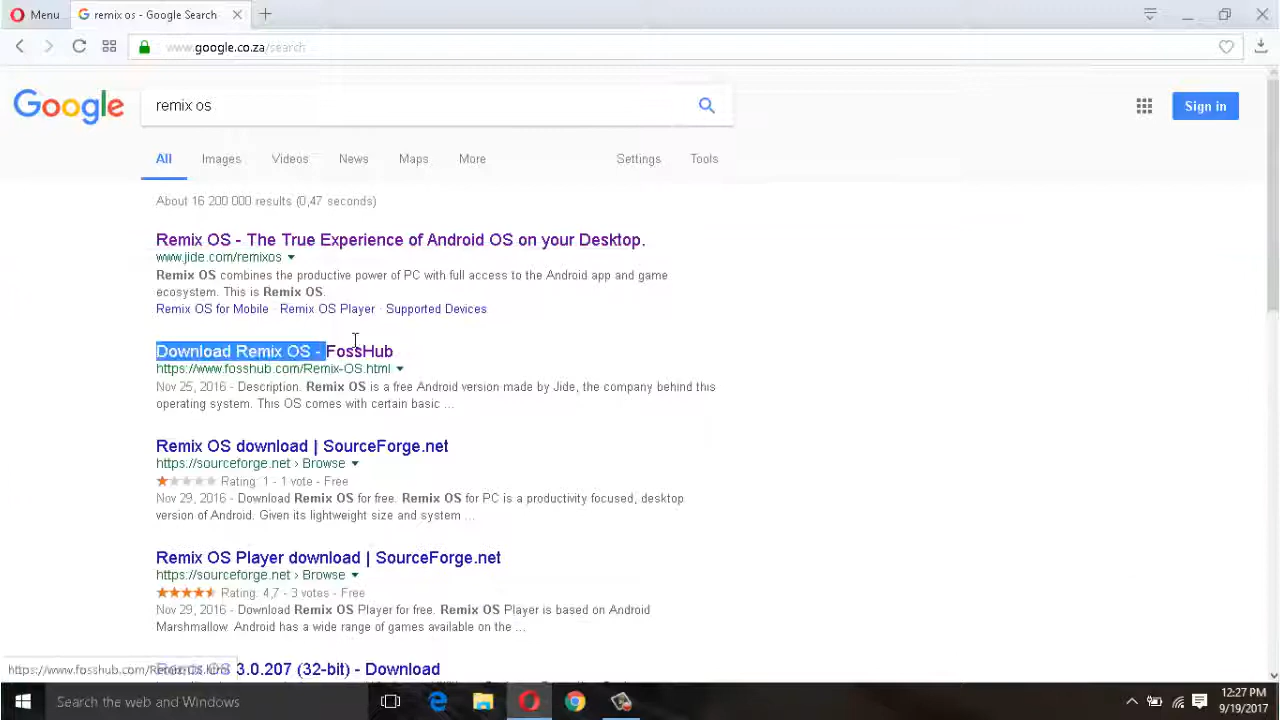 Menu
remix os - Google Search
www.google.co.za/search
Google
remix os
Sign in
All Images Videos News Maps More Settings Tools
About 16 200 000 results (0,47 seconds)
Remix OS - The True Experience of Android OS on your Desktop.
www.jide.com/remixos
Remix OS combines the productive power of PC with full access to the Android app and game
ecosystem. This is Remix OS.
Remix OS for Mobile · Remix OS Player · Supported Devices
Download Remix OS - FossHub
https://www.fosshub.com/Remix-OS.html
Nov 25, 2016 - Description. Remix OS is a free Android version made by Jide, the company behind this
operating system. This OS comes with certain basic ...
Remix OS download | SourceForge.net
https://sourceforge.net › Browse
Rating: 1 - 1 vote - Free
Nov 29, 2016 - Download Remix OS for free. Remix OS for PC is a productivity focused, desktop
version of Android. Given its lightweight size and system ...
Remix OS Player download | SourceForge.net
https://sourceforge.net › Browse
Rating: 4,7 - 3 votes - Free
Nov 29, 2016 - Download Remix OS Player for free. Remix OS Player is based on Android
Marshmallow. Android has a wide range of games available on the ...
https://www.fosshub.com/Remix-OS.html 3.0.207 (32-bit) - Download
Search the web and Windows
12:27 PM
9/19/2017